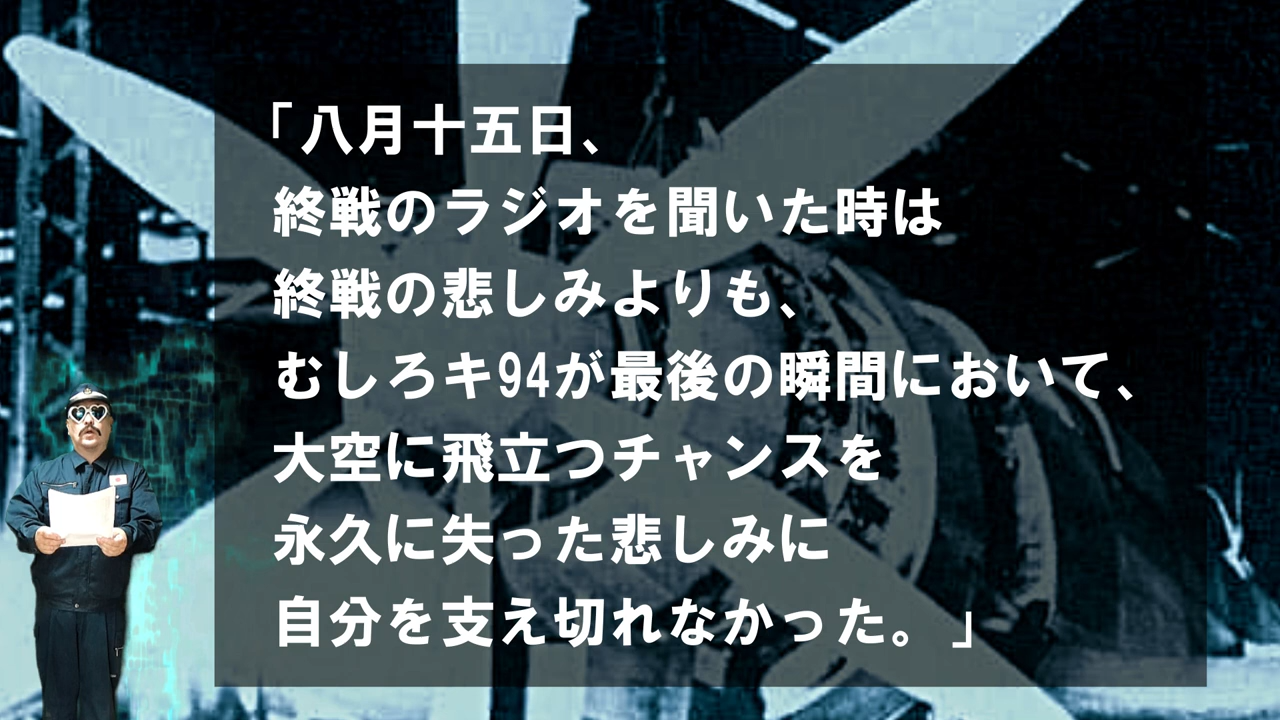 「八月十五日、
終戦のラジオを聞いた時は
終戦の悲しみよりも、
むしろキ94が最後の瞬間において、
大空に飛立つチャンスを
永久に失った悲しみに
自分を支え切れなかった。」